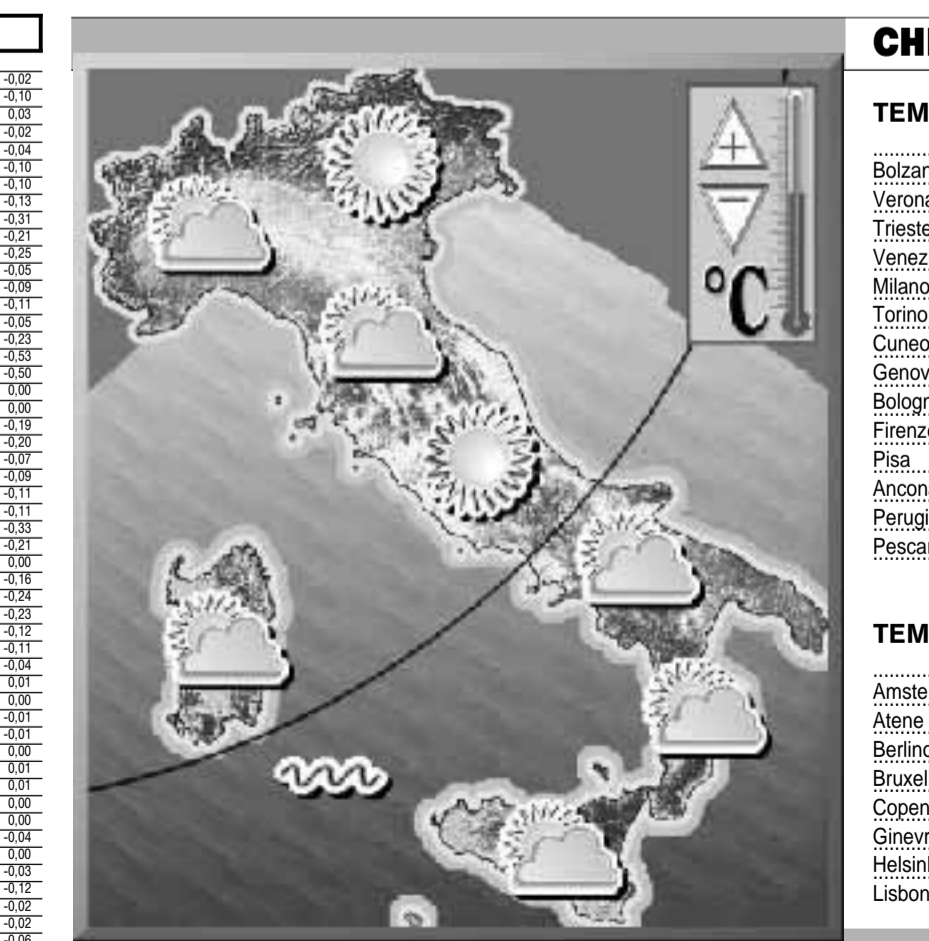 -0,02
-0,10
0,03
-0,02
-0,04
-0,10
-0,10
-0,13
-0,31
-0,21
-0,25
-0,05
-0,09
-0,11
-0,05
-0,23
-0,53
-0,50
0,00
0,00
-0,19
-0,20
-0,07
-0,09
-0,11
-0,11
-0,33
-0,21
0,00
-0,16
-0,24
-0,23
-0,12
-0,11
-0,04
0,01
0,00
-0,01
-0,01
0,00
0,01
0,01
0,00
0,00
-0,04
0,00
-0,03
-0,12
-0,02
-0,02
-0,06
+
−
°C
CH
TEM
Bolzan
Verona
Trieste
Venez
Milano
Torino
Cuneo
Genov
Bologn
Firenze
Pisa
Ancona
Perugi
Pescar
TEM
Amste
Atene
Berlino
Bruxel
Copen
Ginevr
Helsin
Lisbon